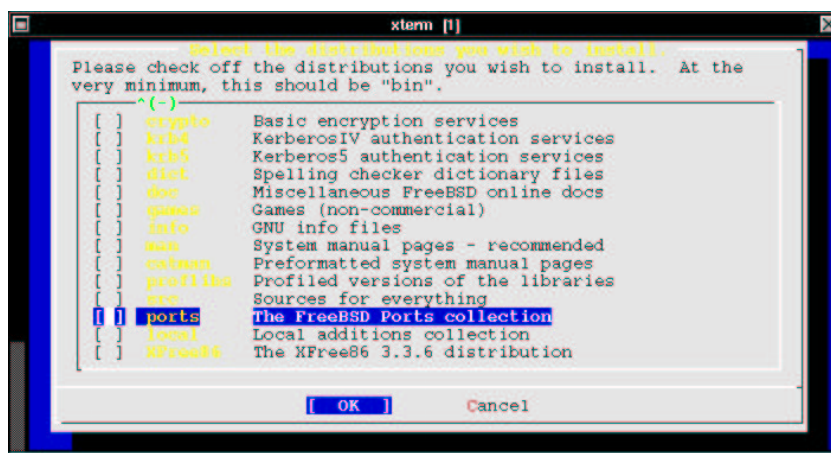 xterm [1]
Select the distributions you wish to install.
Please check off the distributions you wish to install.  At the
very minimum, this should be "bin".
^(-)
[ ] crypto Basic encryption services
[ ] krb4 KerberosIV authentication services
[ ] krb5 Kerberos5 authentication services
[ ] dict Spelling checker dictionary files
[ ] doc Miscellaneous FreeBSD online docs
[ ] games Games (non-commercial)
[ ] info GNU info files
[ ] man System manual pages - recommended
[ ] catman Preformatted system manual pages
[ ] proflibs Profiled versions of the libraries
[ ] src Sources for everything
[ ] ports The FreeBSD Ports collection
[ ] local Local additions collection
[ ] XFree86 The XFree86 3.3.6 distribution
[ OK ] Cancel